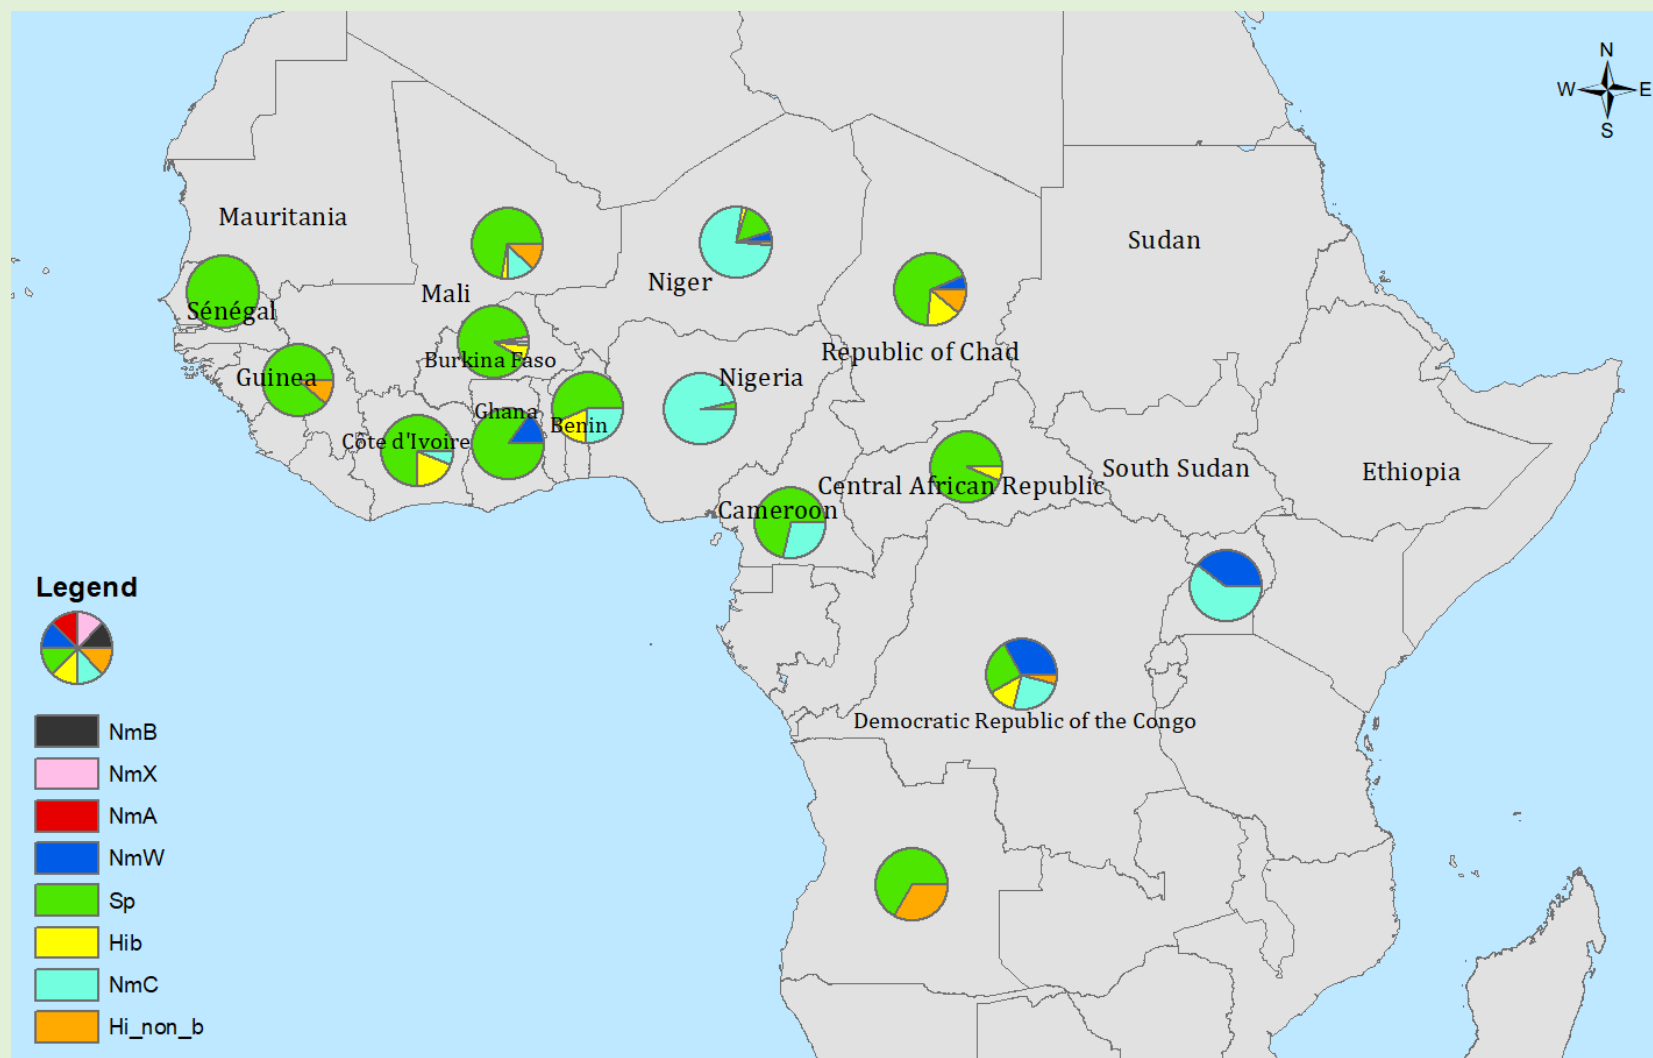 N
W
E
S
Mauritania
Sudan
Niger
Mali
Sénégal
Republic of Chad
Burkina Faso
Guinea
Nigeria
Ghana
Benin
Côte d'Ivoire
South Sudan
Ethiopia
Central African Republic
Cameroon
Democratic Republic of the Congo
Legend
NmB
NmX
NmA
NmW
Sp
Hib
NmC
Hi_non_b